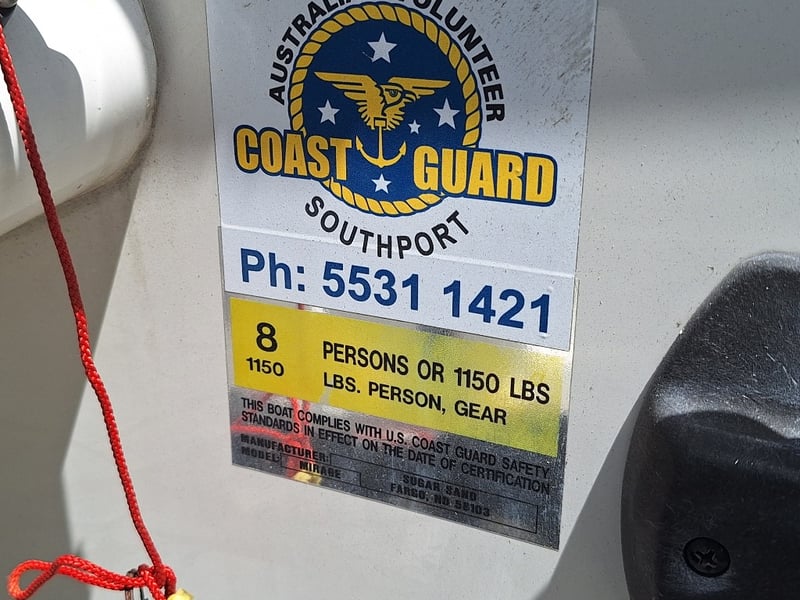 AUSTRALIAN VOLUNTEER
COAST GUARD
SOUTHPORT
Ph: 5531 1421
8
1150
PERSONS OR 1150 LBS
LBS. PERSON, GEAR
THIS BOAT COMPLIES WITH U.S. COAST GUARD SAFETY
STANDARDS IN EFFECT ON THE DATE OF CERTIFICATION
MANUFACTURER:
MODEL: MIRAGE
SUGAR SAND
FARGO, ND 58103